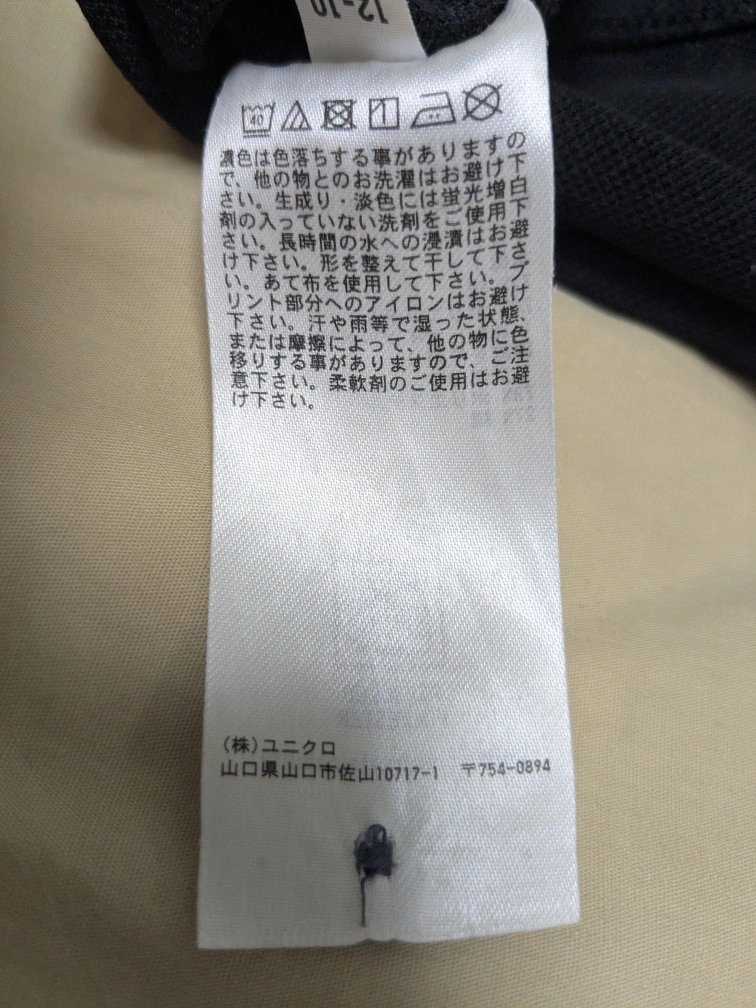 12-10
40
濃色は色落ちする事がありますの
で、他の物とのお洗濯はお避け下
さい。生成り・淡色には蛍光増白
剤の入っていない洗剤をご使用下
さい。長時間の水への浸漬はお避
け下さい。形を整えて干して下さ
い。あて布を使用して下さい。プ
リント部分へのアイロンはお避け
下さい。汗や雨等で湿った状態、
または摩擦によって、他の物に色
移りする事がありますので、ご注
意下さい。柔軟剤のご使用はお避
け下さい。
(株)ユニクロ
山口県山口市佐山10717-1 〒754-0894